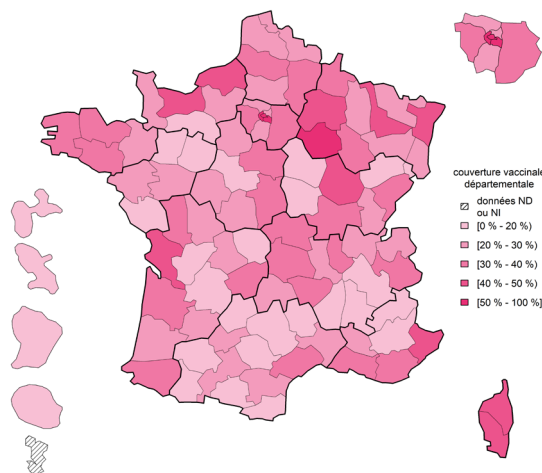 couverture vaccinale
départementale
données ND
ou NI
[0 % - 20 %)
[20 % - 30 %)
[30 % - 40 %)
[40 % - 50 %)
[50 % - 100 %]